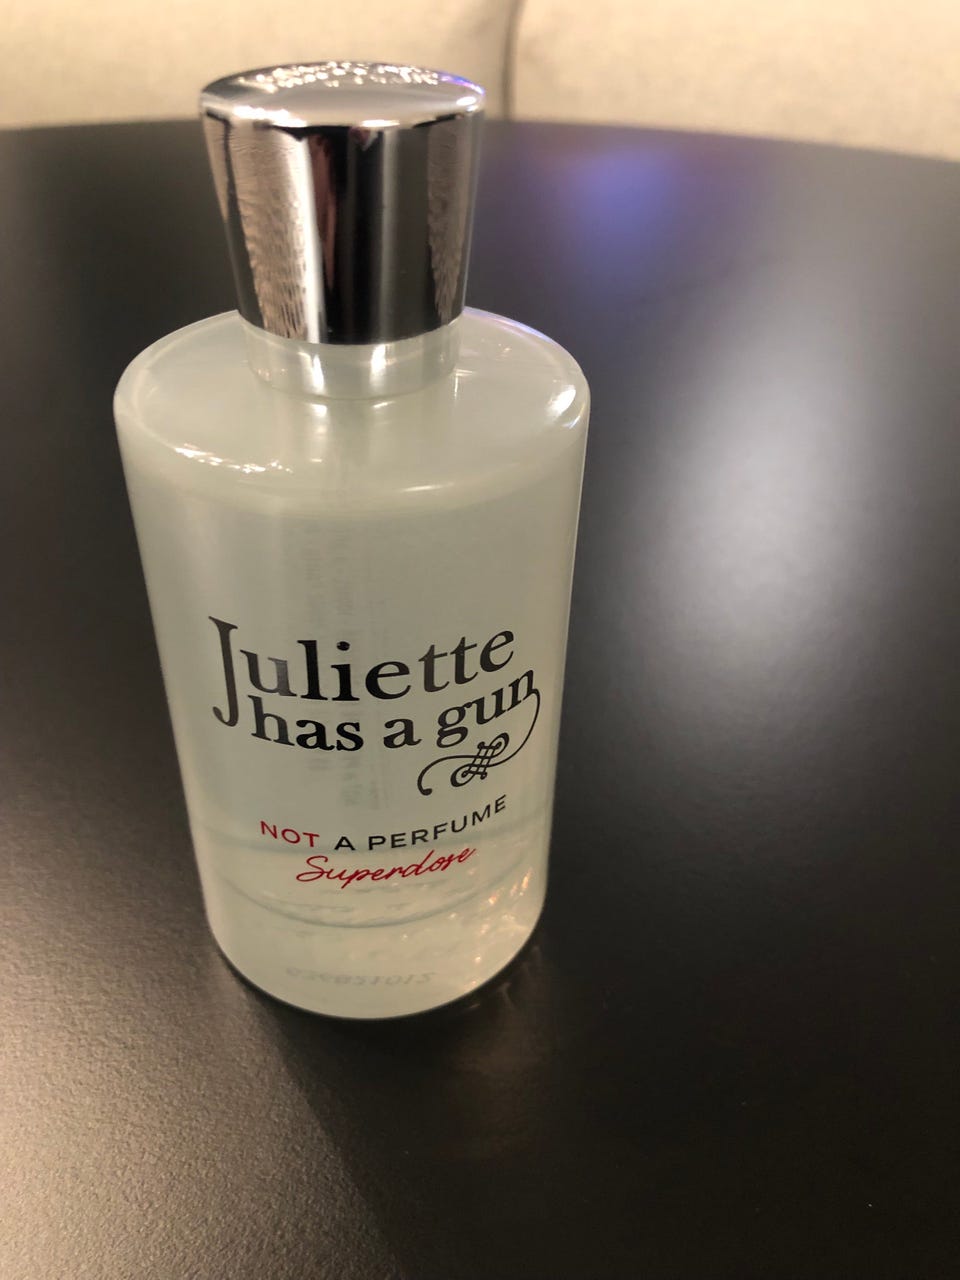 Juliette
has a gun
NOT A PERFUME
Superdose